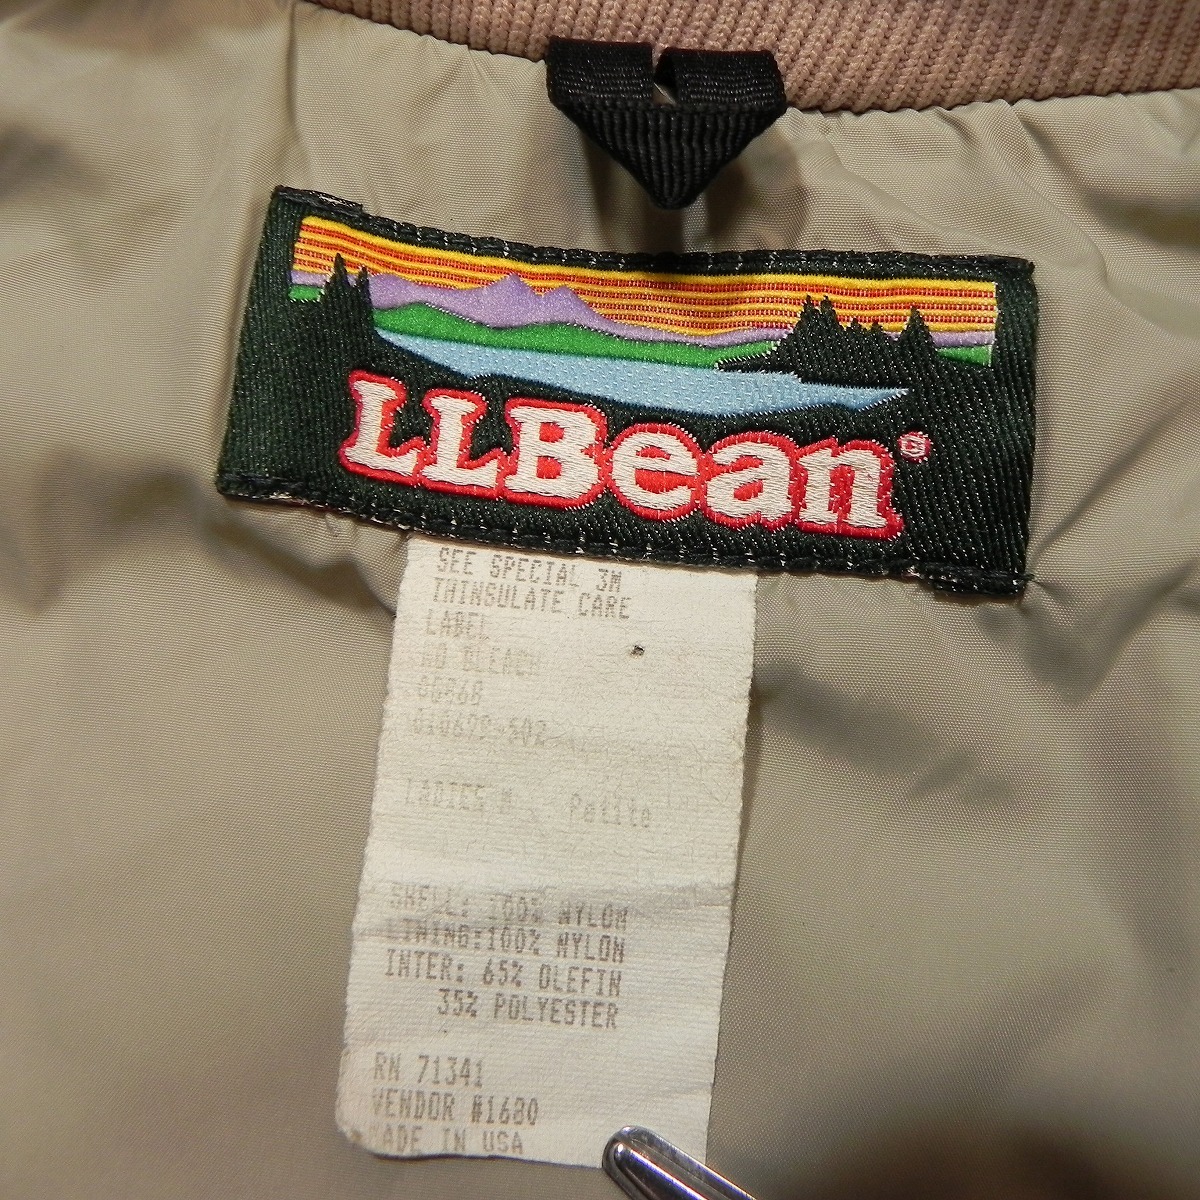 LLBean®
SEE SPECIAL 3M
THINSULATE CARE
LABEL
NO BLEACH
LADIES M Petite
SHELL: 100% NYLON
LINING:100% NYLON
INTER: 65% OLEFIN
35% POLYESTER
RN 71341
VENDOR #1680
MADE IN USA